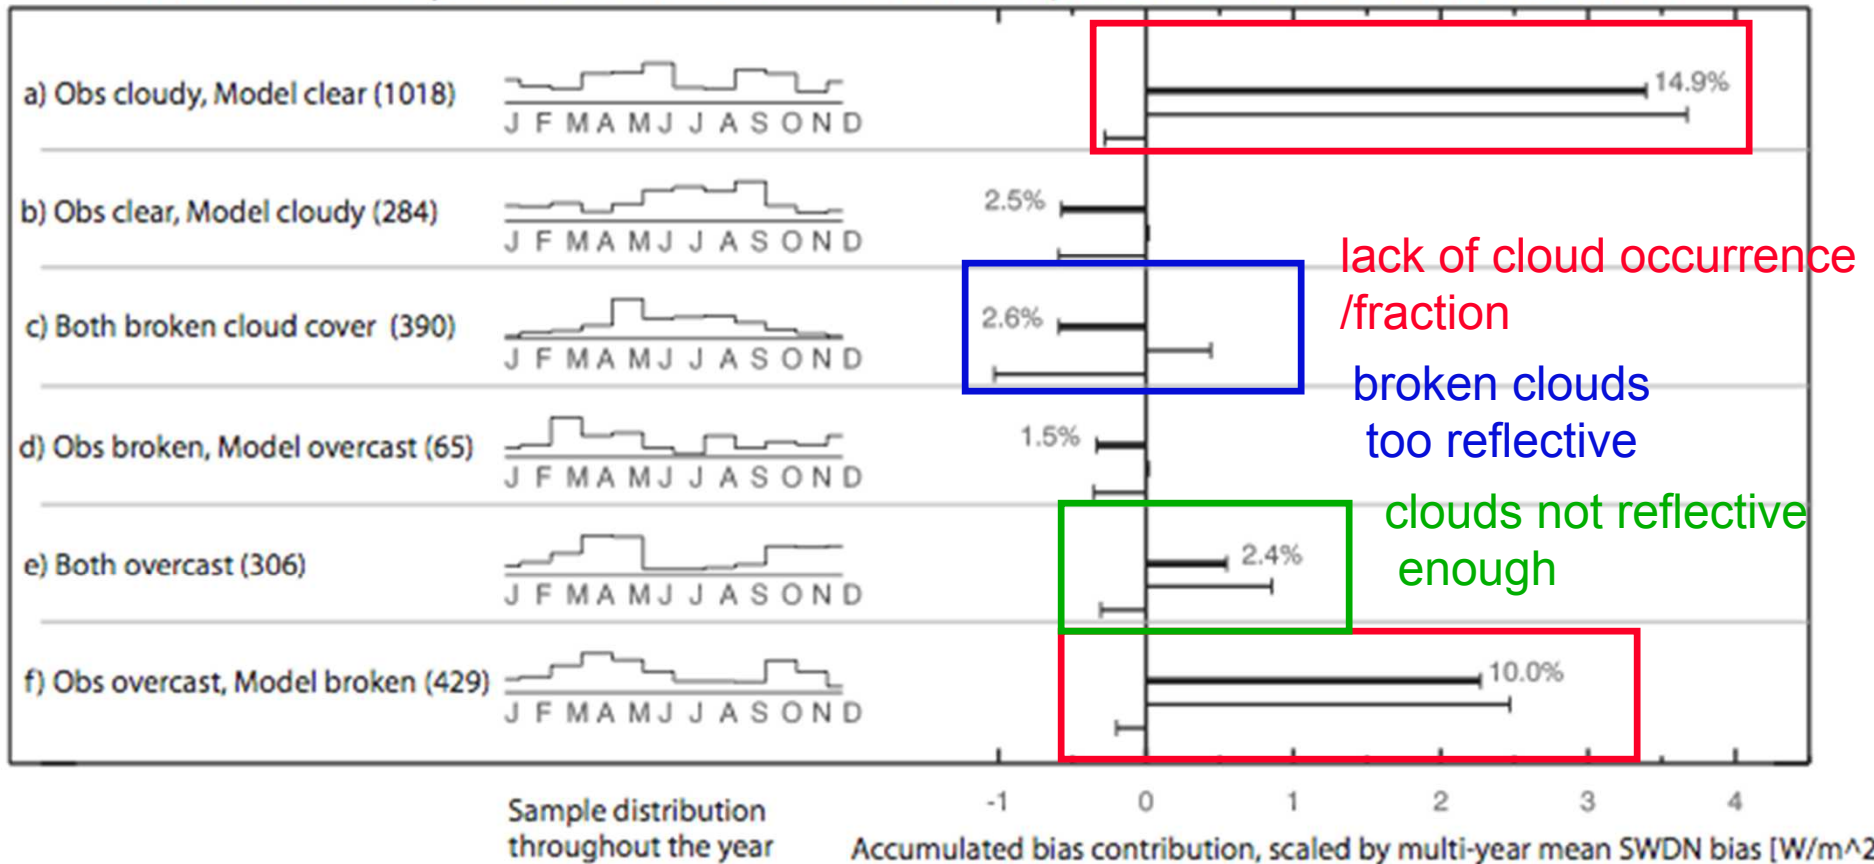 a) Obs cloudy, Model clear (1018)
J F M A M J J A S O N D
14.9%
b) Obs clear, Model cloudy (284)
J F M A M J J A S O N D
2.5%
lack of cloud occurrence
/fraction
c) Both broken cloud cover (390)
J F M A M J J A S O N D
2.6%
broken clouds
too reflective
d) Obs broken, Model overcast (65)
J F M A M J J A S O N D
1.5%
clouds not reflective
enough
e) Both overcast (306)
J F M A M J J A S O N D
2.4%
f) Obs overcast, Model broken (429)
J F M A M J J A S O N D
10.0%
-1 0 1 2 3 4
Sample distribution
throughout the year
Accumulated bias contribution, scaled by multi-year mean SWDN bias [W/m^2